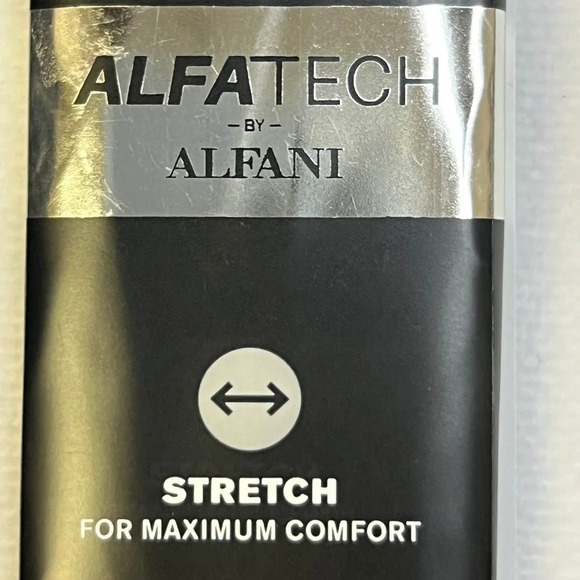 ALFATECH
- BY -
ALFANI
STRETCH
FOR MAXIMUM COMFORT